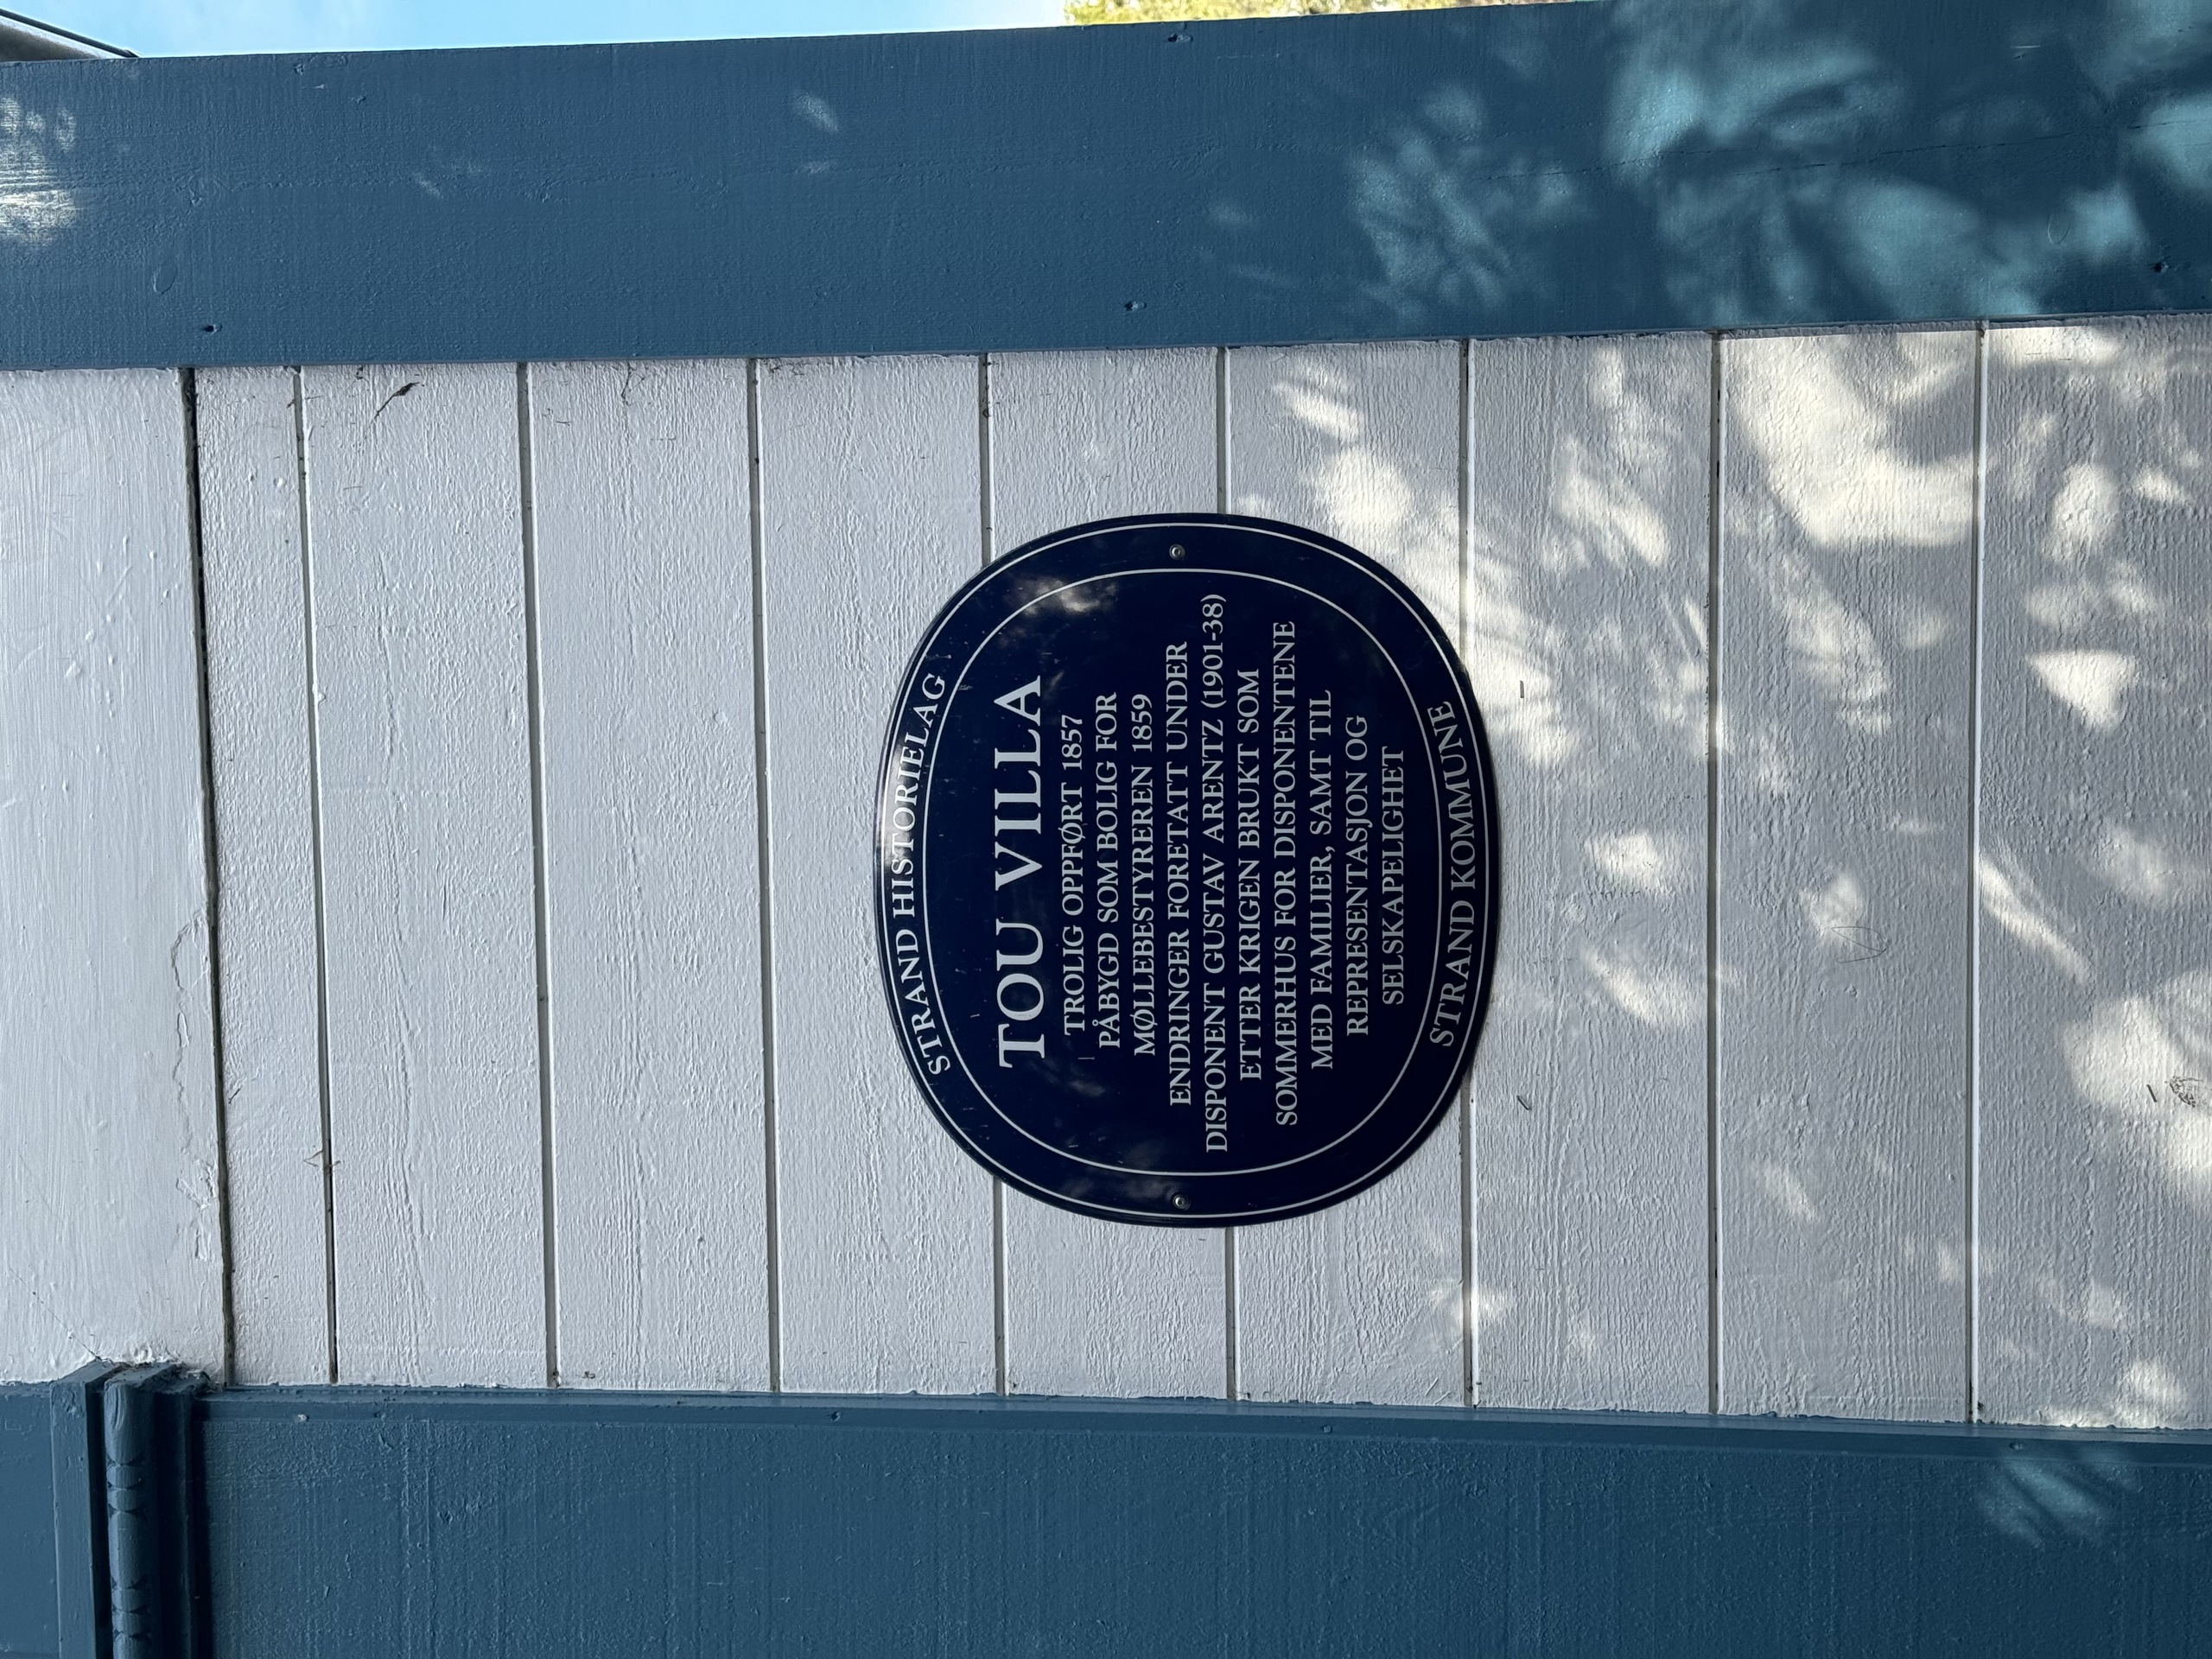 STRAND HISTORIELAG
TOU VILLA
TROLIG OPPFØRT 1857
PÅBYGD SOM BOLIG FOR
MØLLEBESTYREREN 1859
ENDRINGER FORETATT UNDER
DISPONENT GUSTAV ARENTZ (1901-38)
ETTER KRIGEN BRUKT SOM
SOMMERHUS FOR DISPONENTENE
MED FAMILIER, SAMT TIL
REPRESENTASJON OG
SELSKAPELIGHET
STRAND KOMMUNE